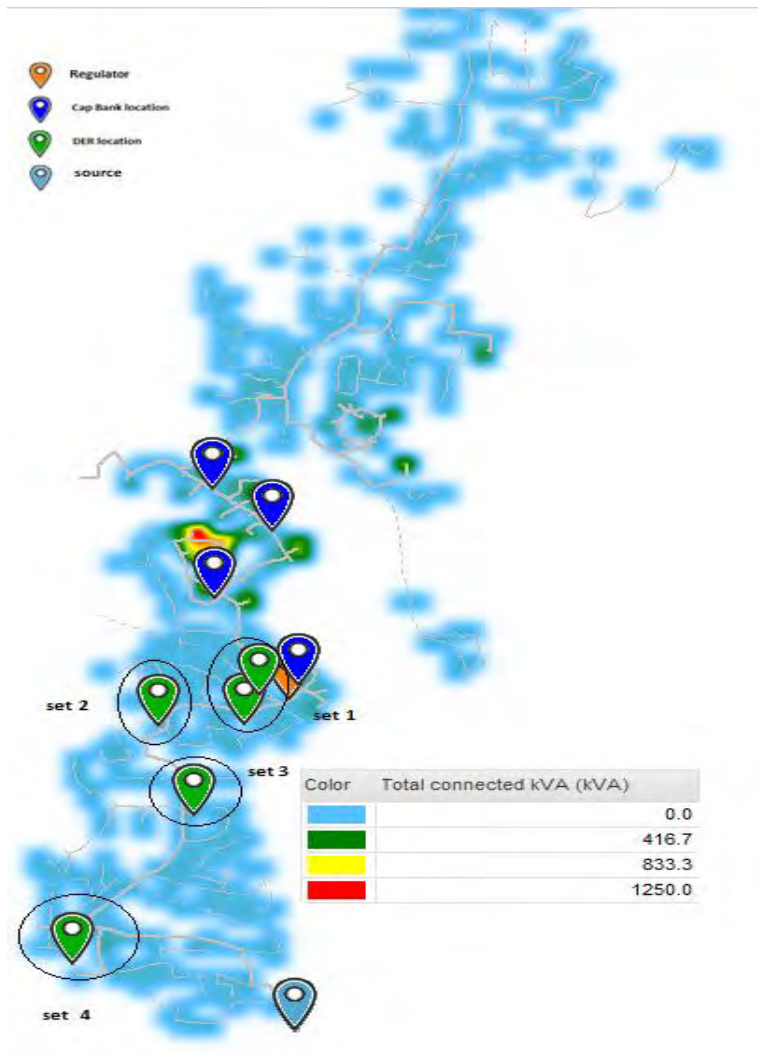 Regulator
Cap Bank location
DER location
source
set 2
set 1
set 3
Color Total connected kVA (kVA)
0.0
416.7
833.3
1250.0
set 4